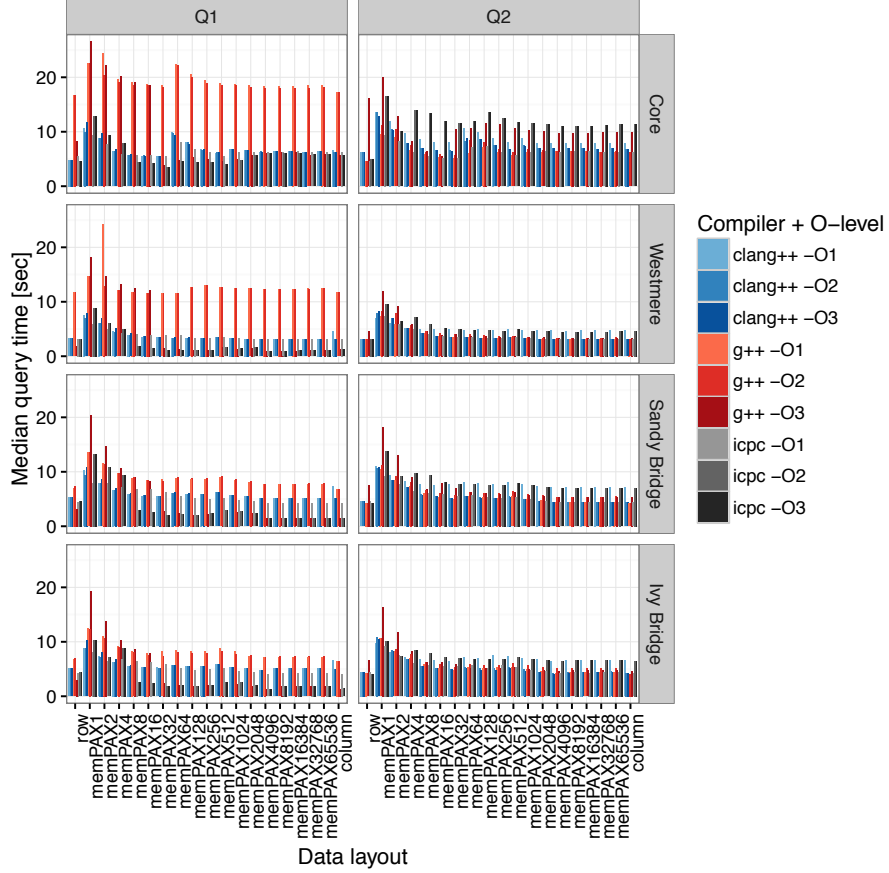 Q1
Q2
20
10
0
Core
20
10
0
Westmere
20
10
0
Sandy Bridge
20
10
0
Ivy Bridge
Median query time [sec]
row
memPAX1
memPAX2
memPAX4
memPAX8
memPAX16
memPAX32
memPAX64
memPAX128
memPAX256
memPAX512
memPAX1024
memPAX2048
memPAX4096
memPAX8192
memPAX16384
memPAX32768
memPAX65536
column
row
memPAX1
memPAX2
memPAX4
memPAX8
memPAX16
memPAX32
memPAX64
memPAX128
memPAX256
memPAX512
memPAX1024
memPAX2048
memPAX4096
memPAX8192
memPAX16384
memPAX32768
memPAX65536
column
Data layout
Compiler + O−level
clang++ −O1
clang++ −O2
clang++ −O3
g++ −O1
g++ −O2
g++ −O3
icpc −O1
icpc −O2
icpc −O3